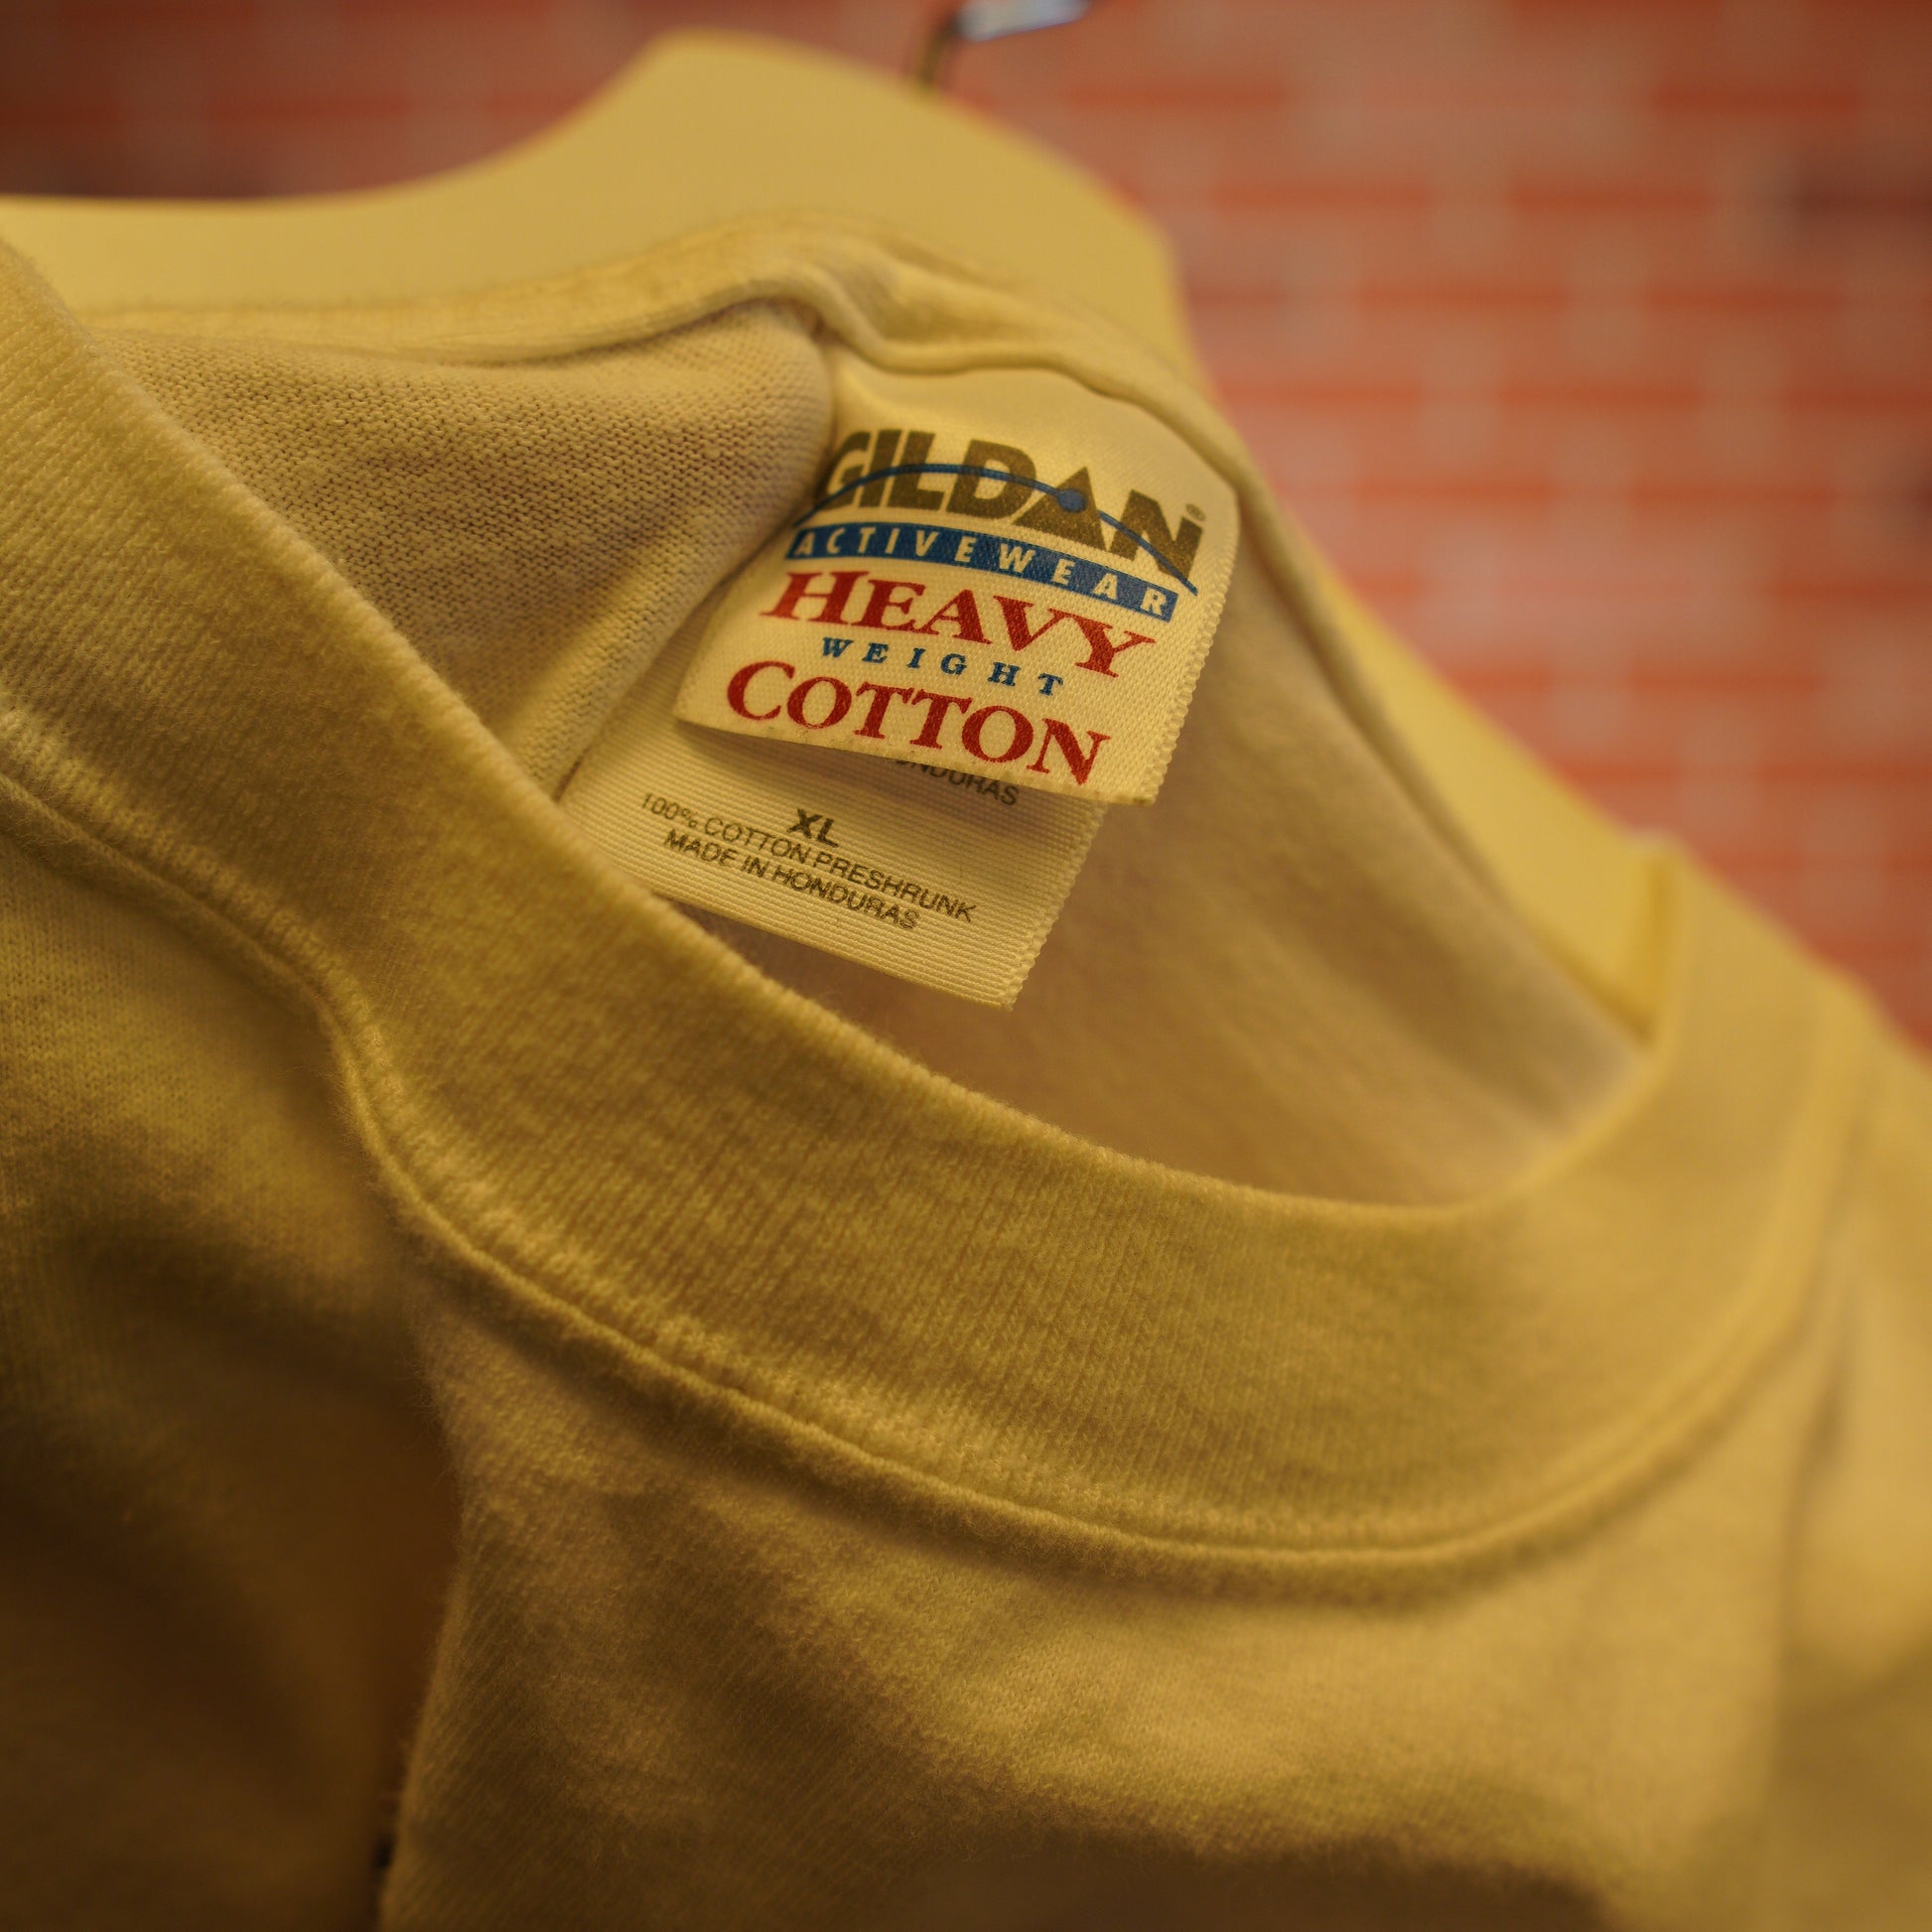 GILDAN®
ACTIVEWEAR
HEAVY
WEIGHT
COTTON
XL
100% COTTON PRESHRUNK
MADE IN HONDURAS